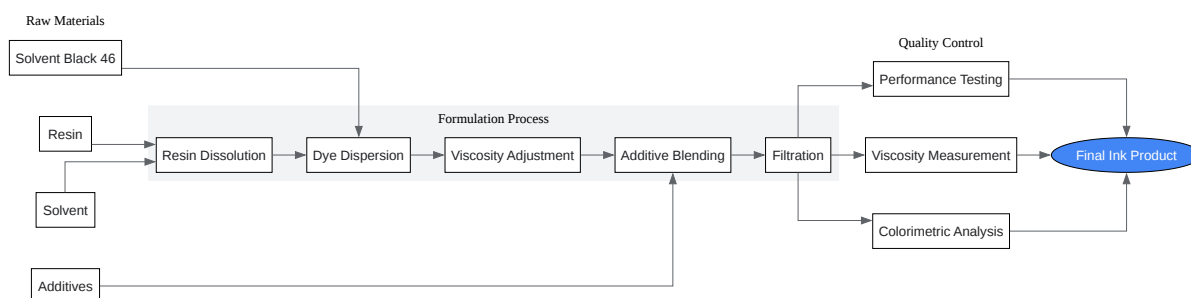 Raw Materials
Solvent Black 46
Resin
Solvent
Additives
Formulation Process
Resin Dissolution
Dye Dispersion
Viscosity Adjustment
Additive Blending
Filtration
Quality Control
Performance Testing
Viscosity Measurement
Colorimetric Analysis
Final Ink Product